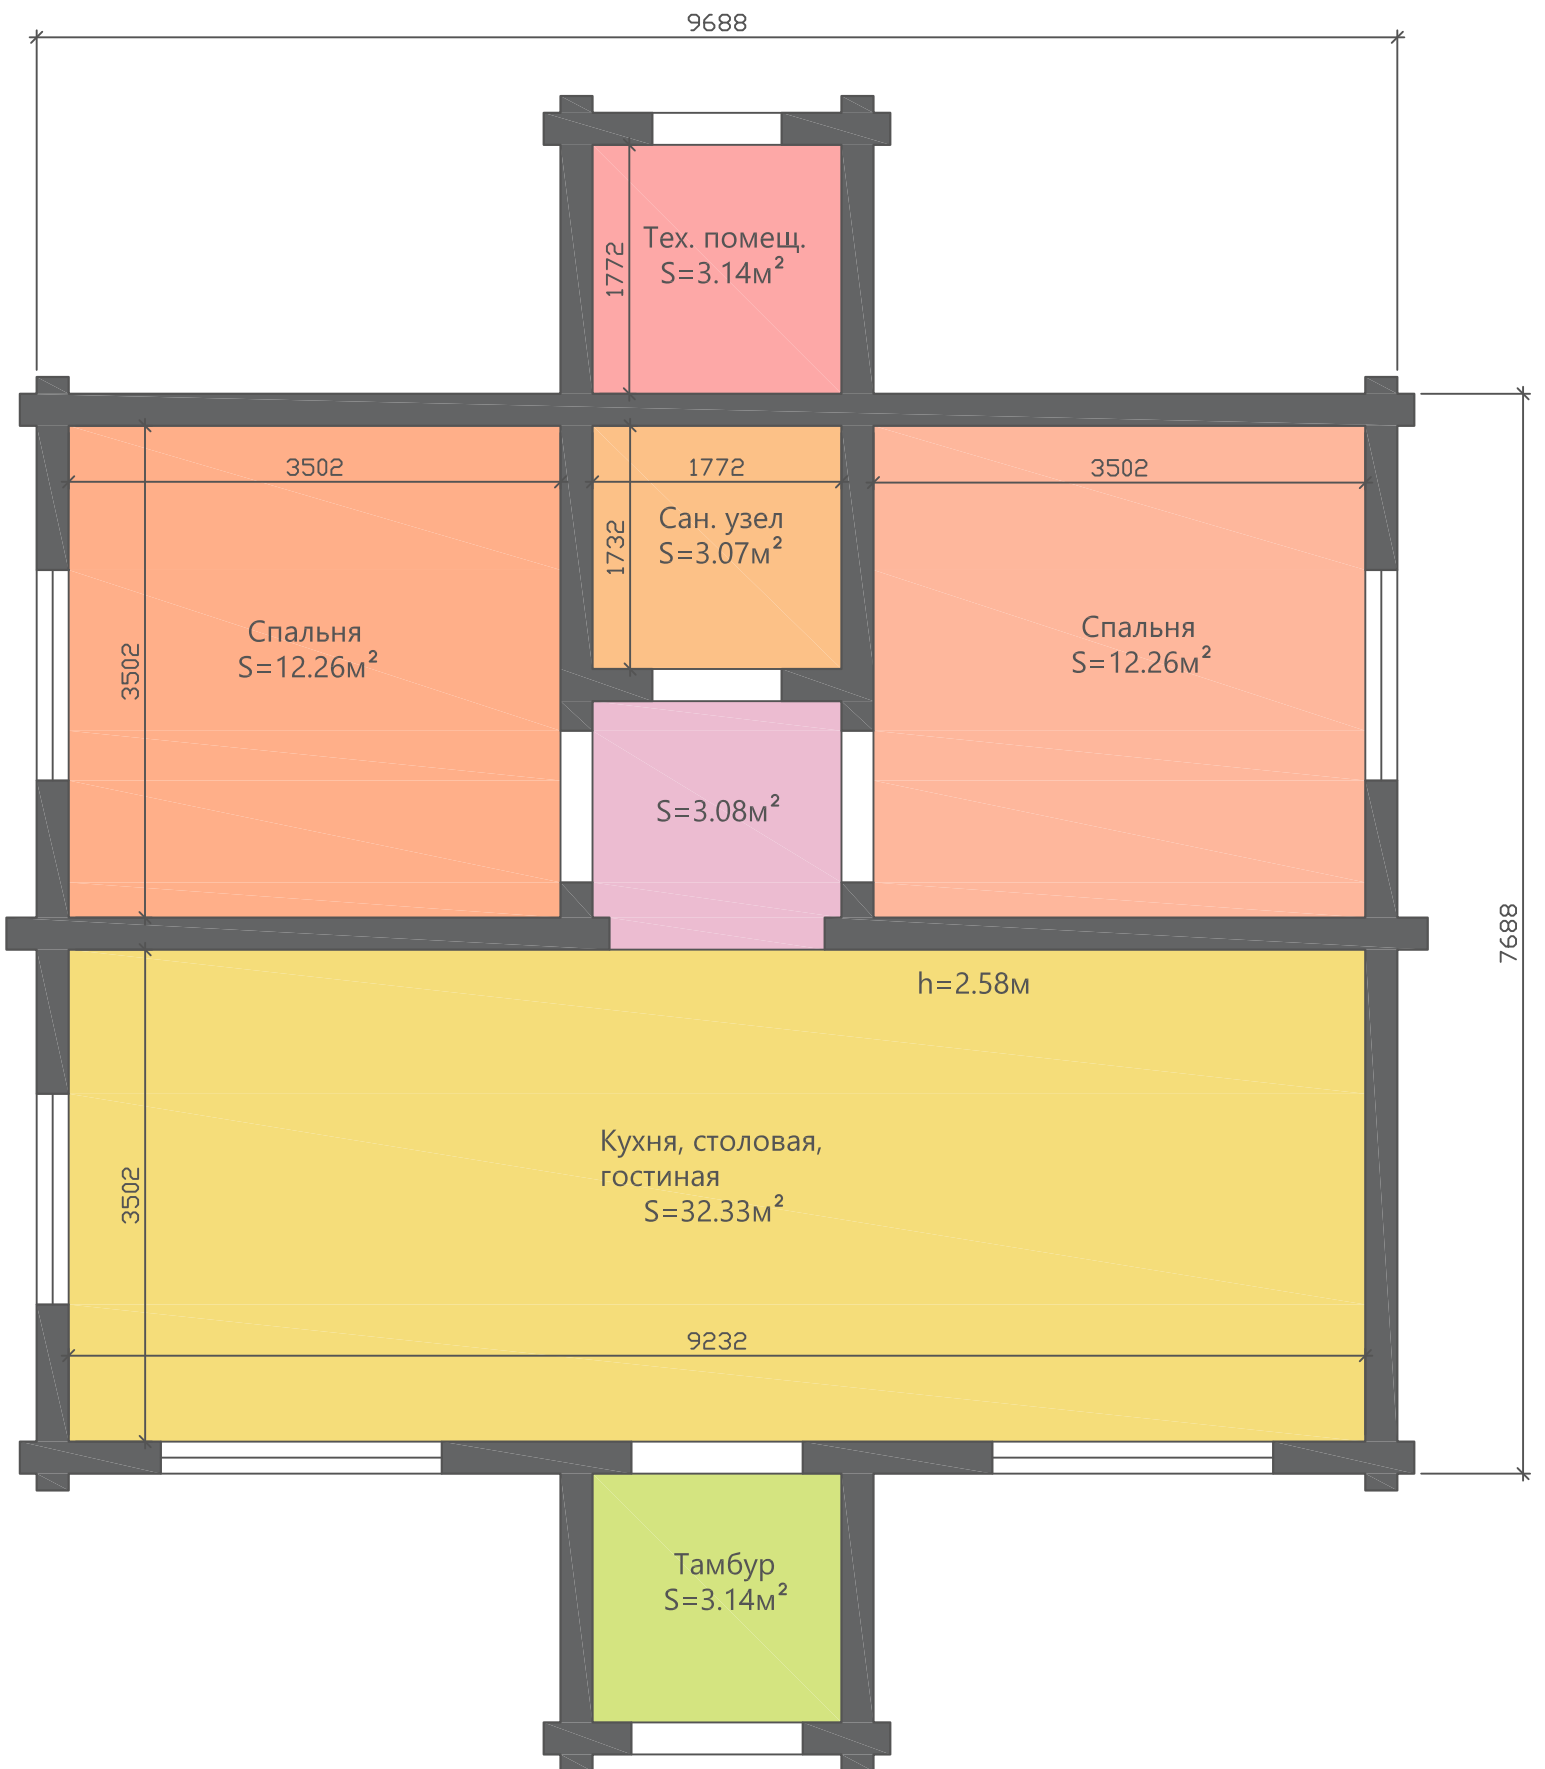 9688
Тех. помещ.
S=3.14м²
1772
3502
1772
3502
Сан. узел
S=3.07м²
1732
Спальня
S=12.26м²
3502
Спальня
S=12.26м²
S=3.08м²
7688
h=2.58м
Кухня, столовая,
гостиная
S=32.33м²
3502
9232
Тамбур
S=3.14м²